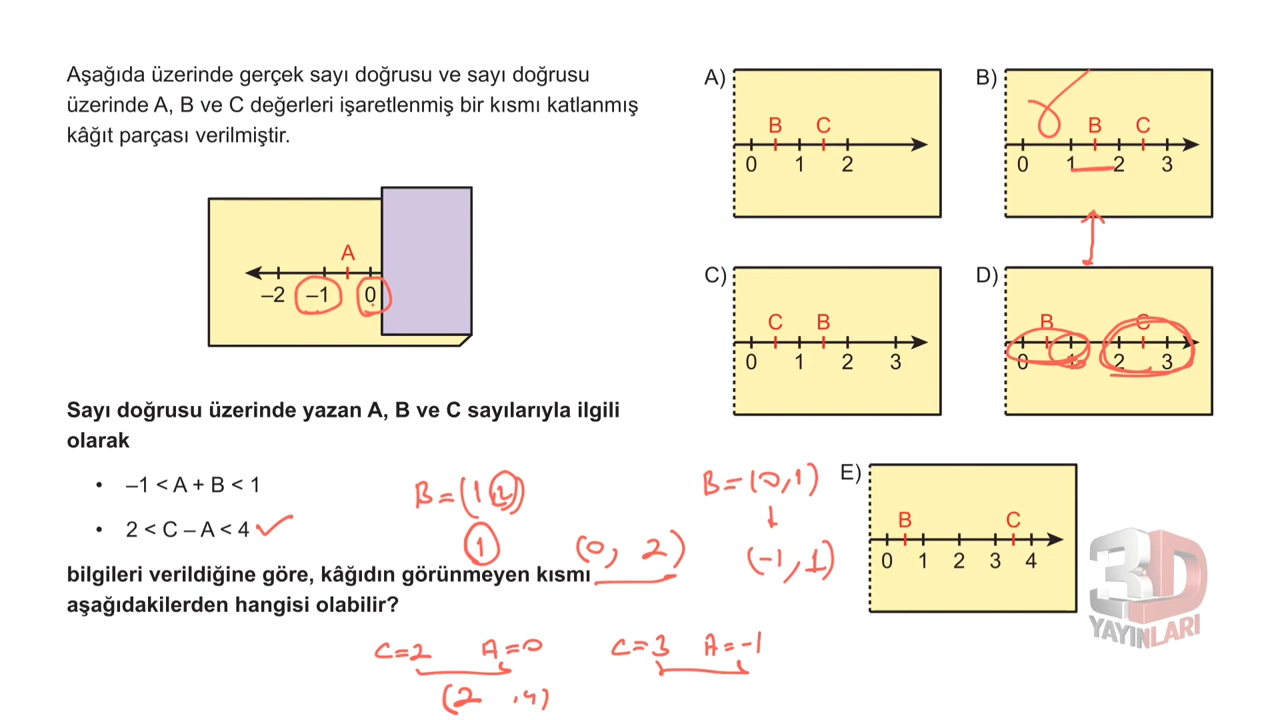 Aşağıda üzerinde gerçek sayı doğrusu ve sayı doğrusu
üzerinde A, B ve C değerleri işaretlenmiş bir kısmı katlanmış
kâğıt parçası verilmiştir.
A
–2 –1 0
Sayı doğrusu üzerinde yazan A, B ve C sayılarıyla ilgili
olarak
• –1 < A + B < 1
• 2 < C – A < 4
bilgileri verildiğine göre, kâğıdın görünmeyen kısmı
aşağıdakilerden hangisi olabilir?
B=(1 2)
1
(0, 2)
B=(0,1)
(-1,1)
C=2 A=0
(2 ,4)
C=3 A=-1
A)
B C
0 1 2
B)
B C
0 1 2 3
C)
C B
0 1 2 3
D)
B C
0 1 2 3
E)
B C
0 1 2 3 4
3D
YAYINLARI